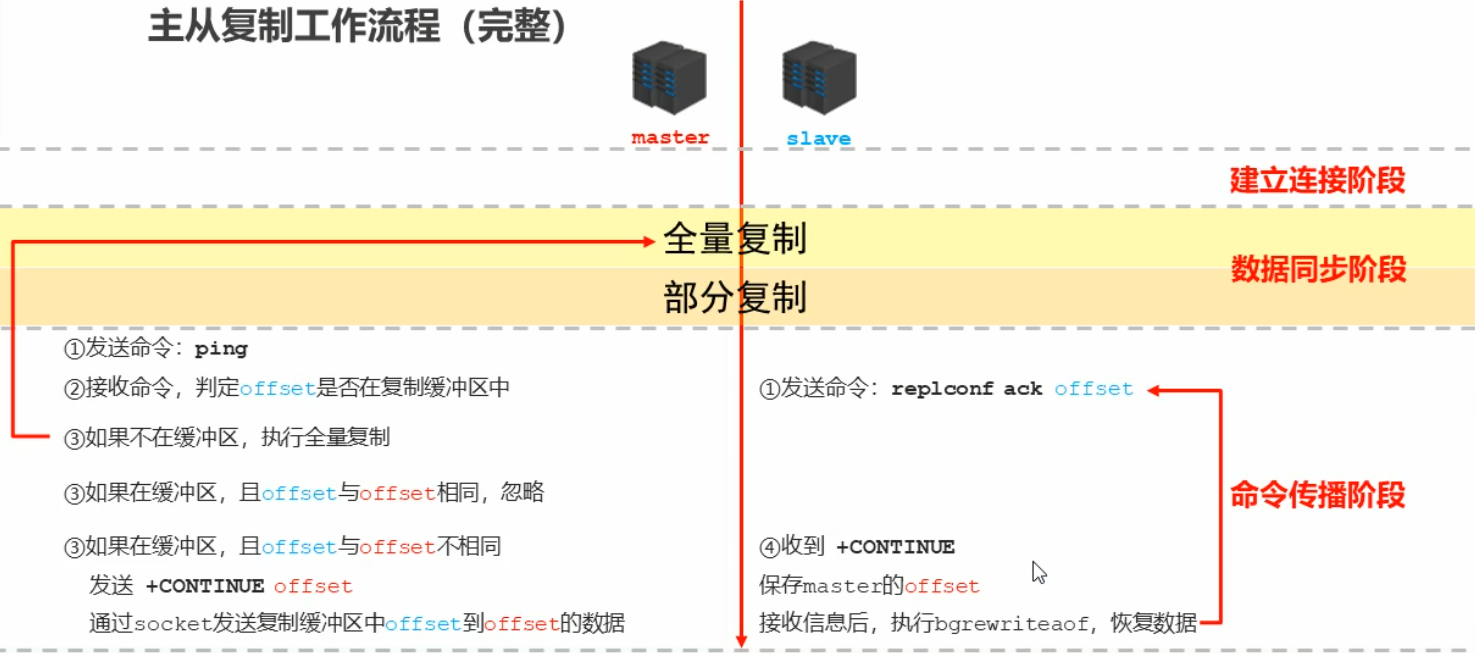 主从复制工作流程（完整）
master
slave
建立连接阶段
全量复制
数据同步阶段
部分复制
①发送命令：ping
②接收命令，判定offset是否在复制缓冲区中
①发送命令：replconf ack offset
③如果不在缓冲区，执行全量复制
③如果在缓冲区，且offset与offset相同，忽略
命令传播阶段
③如果在缓冲区，且offset与offset不相同
发送 +CONTINUE offset
通过socket发送复制缓冲区中offset到offset的数据
④收到 +CONTINUE
保存master的offset
接收信息后，执行bgrewriteaof，恢复数据